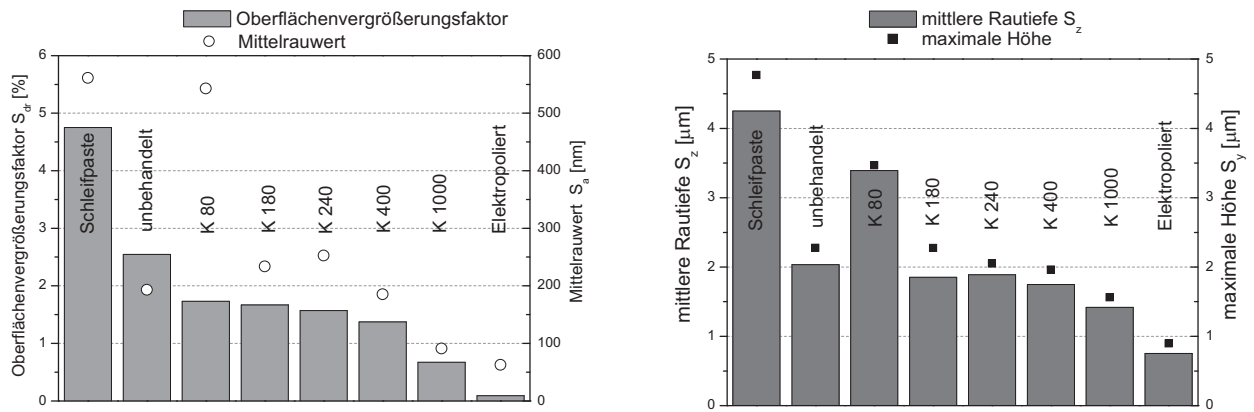 Oberflächenvergrößerungsfaktor
Mittelrauwert
Oberflächenvergrößerungsfaktor S_dr [%]
6
5
4
3
2
1
0
Schleifpaste
unbehandelt
K 80
K 180
K 240
K 400
K 1000
Elektropoliert
600
500
400
300
200
100
0
Mittelrauwert S_a [nm]
mittlere Rautiefe S_z
maximale Höhe
mittlere Rautiefe S_z [µm]
5
4
3
2
1
0
Schleifpaste
unbehandelt
K 80
K 180
K 240
K 400
K 1000
Elektropoliert
5
4
3
2
1
0
maximale Höhe S_y [µm]